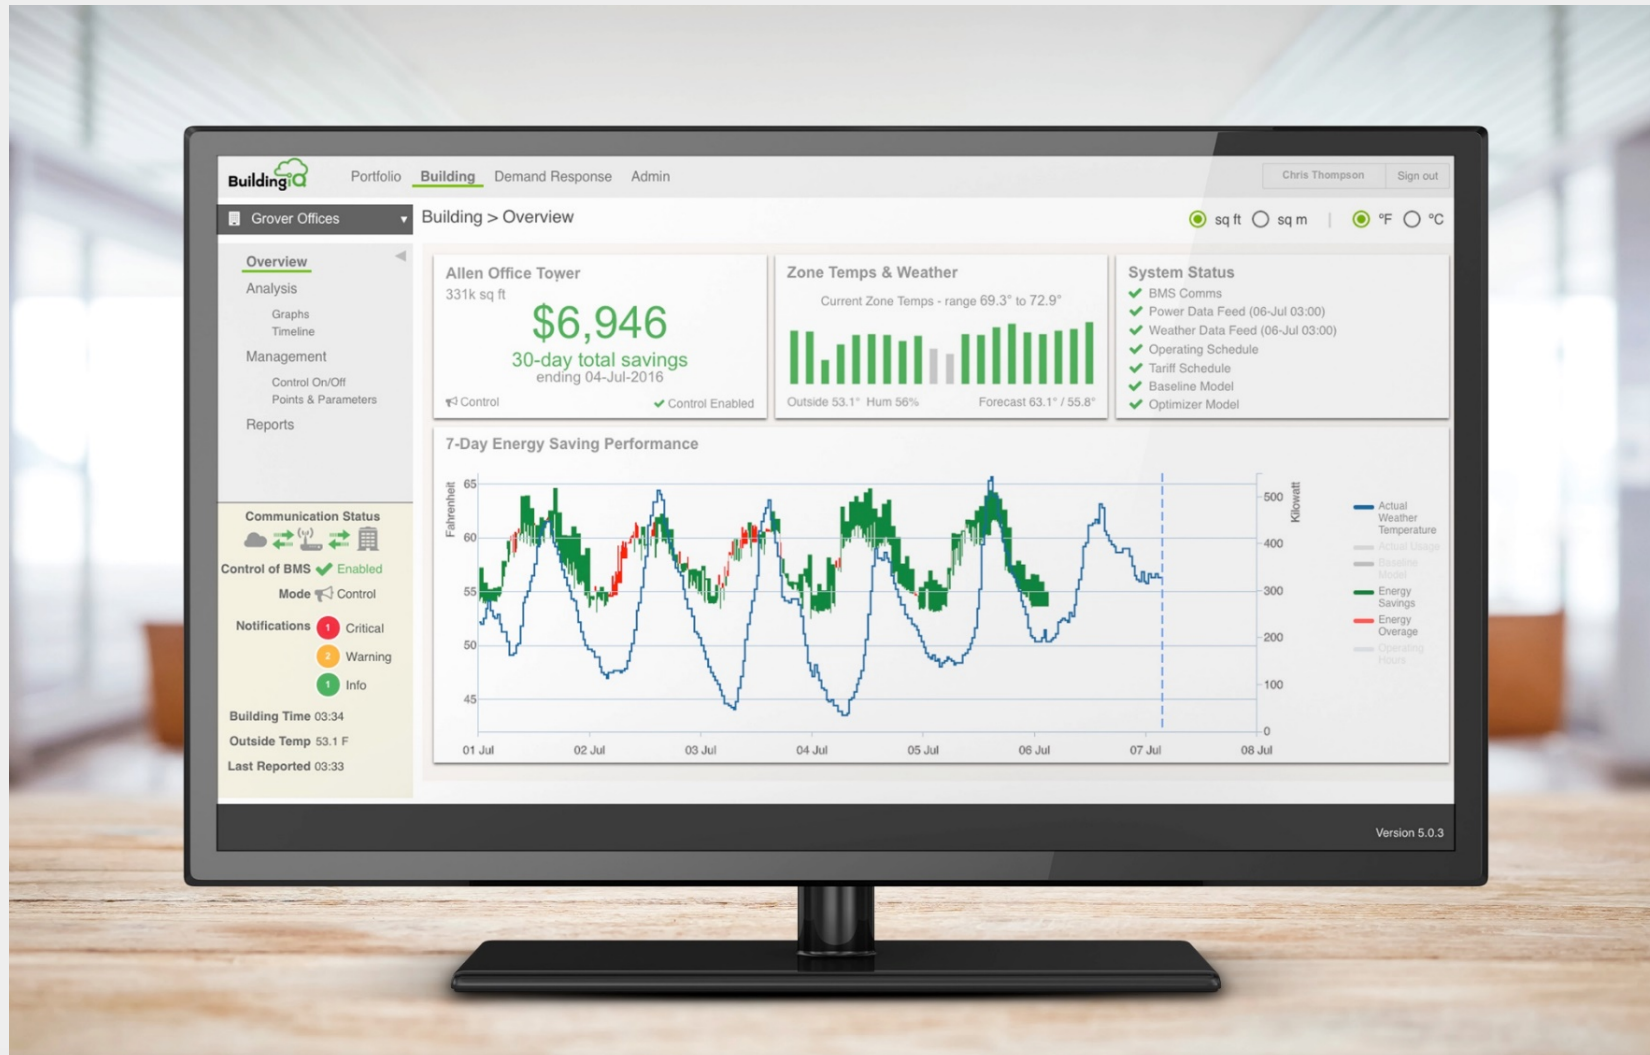 BuildingIQ
Portfolio Building Demand Response Admin
Chris Thompson Sign out
Grover Offices
Building > Overview
sq ft sq m | °F °C
Overview
Analysis
Graphs
Timeline
Management
Control On/Off
Points & Parameters
Reports
Communication Status
Control of BMS Enabled
Mode Control
Notifications 1 Critical
2 Warning
1 Info
Building Time 03:34
Outside Temp 53.1 F
Last Reported 03:33
Allen Office Tower
331k sq ft
$6,946
30-day total savings
ending 04-Jul-2016
Control Control Enabled
Zone Temps & Weather
Current Zone Temps - range 69.3° to 72.9°
Outside 53.1° Hum 56% Forecast 63.1° / 55.8°
System Status
BMS Comms
Power Data Feed (06-Jul 03:00)
Weather Data Feed (06-Jul 03:00)
Operating Schedule
Tariff Schedule
Baseline Model
Optimizer Model
7-Day Energy Saving Performance
Fahrenheit
65
60
55
50
45
01 Jul 02 Jul 03 Jul 04 Jul 05 Jul 06 Jul 07 Jul 08 Jul
Kilowatt
500
400
300
200
100
0
Actual
Weather
Temperature
Actual Usage
Baseline
Model
Energy
Savings
Energy
Overage
Operating
Hours
Version 5.0.3